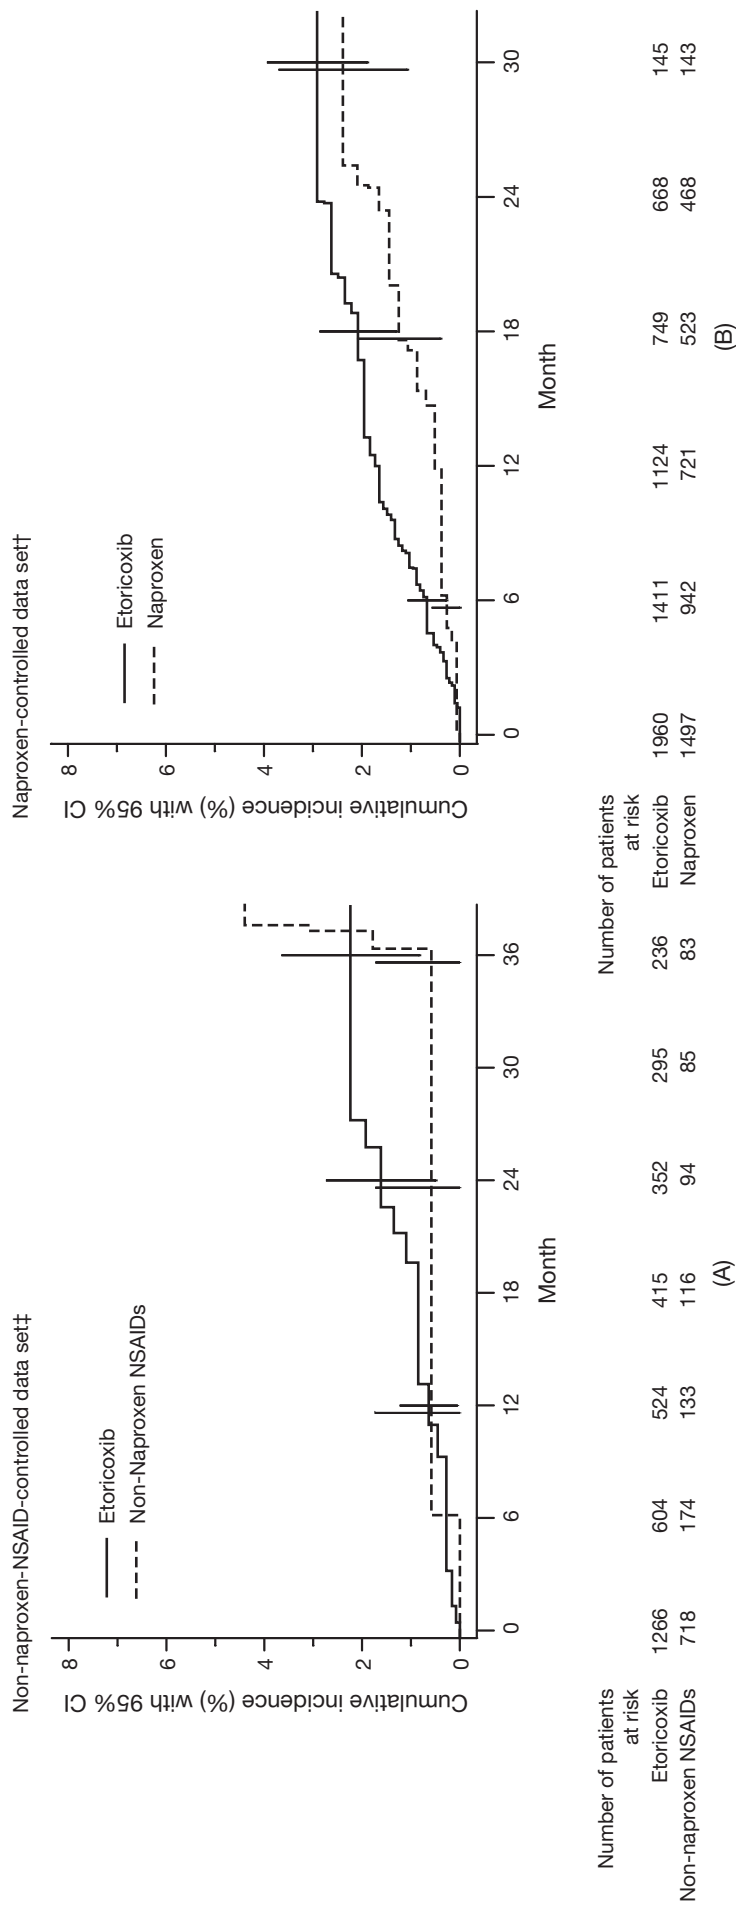 Non-naproxen-NSAID-controlled data set‡
Etoricoxib
Non-Naproxen NSAIDs
Cumulative incidence (%) with 95% CI
8
6
4
2
0
0 6 12 18 24 30 36
Month
Number of patients
at risk
Etoricoxib 1266 604 524 415 352 295 236
Non-naproxen NSAIDs 718 174 133 116 94 85 83
(A)
Naproxen-controlled data set†
Etoricoxib
Naproxen
Cumulative incidence (%) with 95% CI
8
6
4
2
0
0 6 12 18 24 30
Month
Number of patients
at risk
Etoricoxib 1960 1411 1124 749 668 145
Naproxen 1497 942 721 523 468 143
(B)